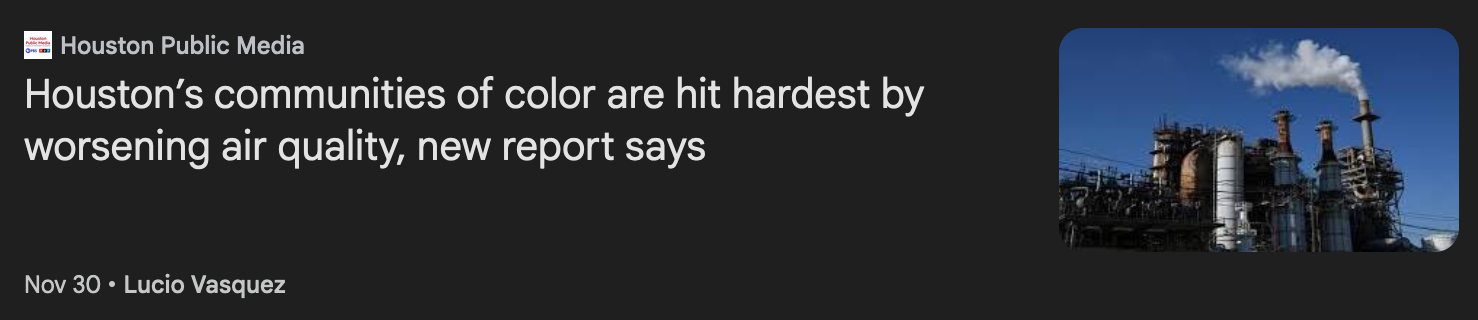 Houston Public Media
Houston’s communities of color are hit hardest by
worsening air quality, new report says
Nov 30 • Lucio Vasquez